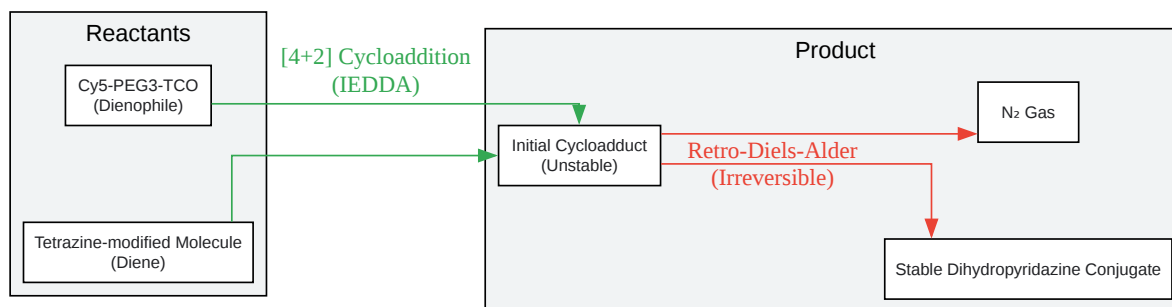 Reactants
Cy5-PEG3-TCO
(Dienophile)
Tetrazine-modified Molecule
(Diene)
[4+2] Cycloaddition
(IEDDA)
Product
Initial Cycloadduct
(Unstable)
Retro-Diels-Alder
(Irreversible)
N₂ Gas
Stable Dihydropyridazine Conjugate